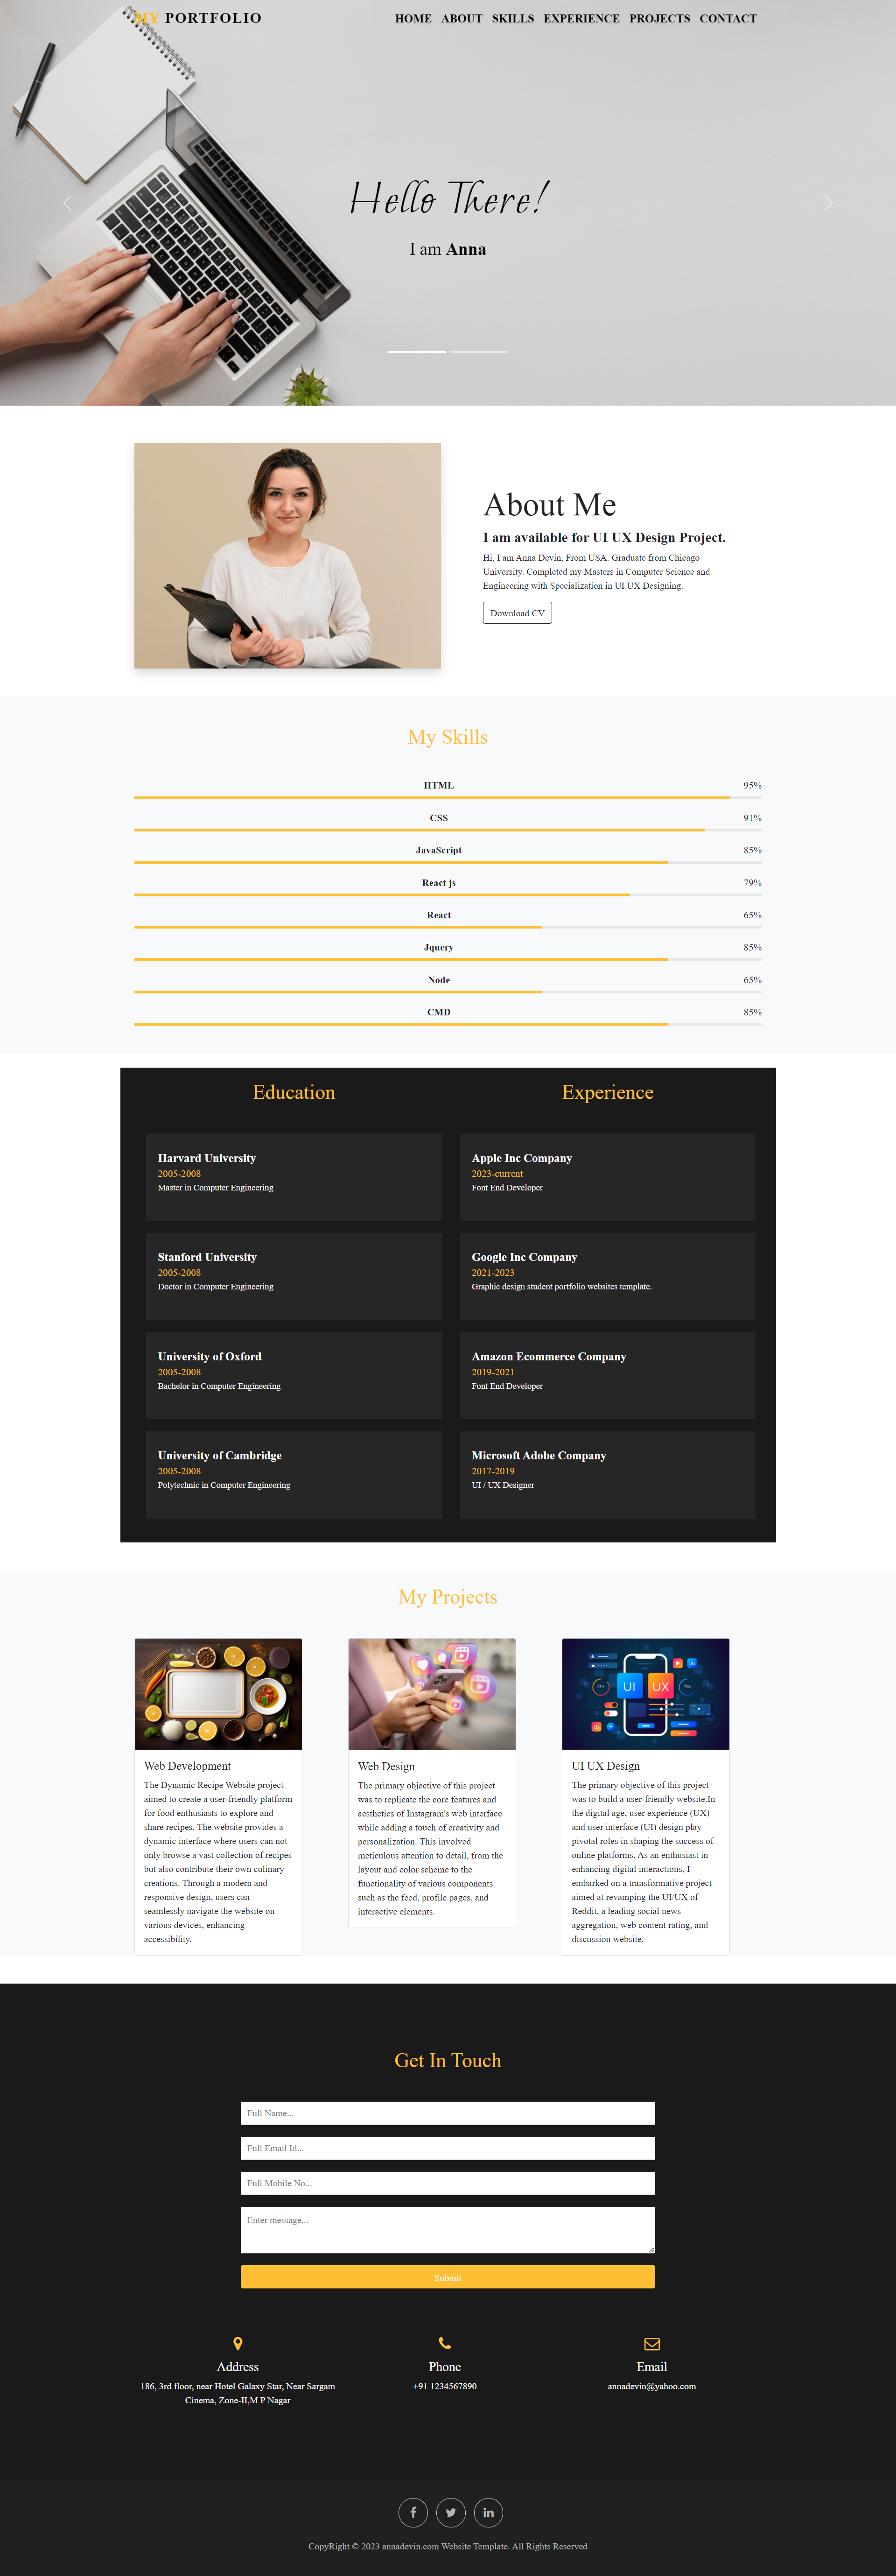 MY PORTFOLIO
HOME ABOUT SKILLS EXPERIENCE PROJECTS CONTACT
Hello There!
I am Anna
About Me
I am available for UI UX Design Project.
Hi, I am Anna Devin, From USA. Graduate from Chicago
University. Completed my Masters in Computer Science and
Engineering with Specialization in UI UX Designing.
Download CV
My Skills
HTML 95%
CSS 91%
JavaScript 85%
React js 79%
React 65%
Jquery 85%
Node 65%
CMD 85%
Education
Harvard University
2005-2008
Master in Computer Engineering
Stanford University
2005-2008
Doctor in Computer Engineering
University of Oxford
2005-2008
Bachelor in Computer Engineering
University of Cambridge
2005-2008
Polytechnic in Computer Engineering
Experience
Apple Inc Company
2023-current
Font End Developer
Google Inc Company
2021-2023
Graphic design student portfolio websites template.
Amazon Ecommerce Company
2019-2021
Font End Developer
Microsoft Adobe Company
2017-2019
UI / UX Designer
My Projects
Web Development
The Dynamic Recipe Website project
aimed to create a user-friendly platform
for food enthusiasts to explore and
share recipes. The website provides a
dynamic interface where users can not
only browse a vast collection of recipes
but also contribute their own culinary
creations. Through a modern and
responsive design, users can
seamlessly navigate the website on
various devices, enhancing
accessibility.
Web Design
The primary objective of this project
was to replicate the core features and
aesthetics of Instagram's web interface
while adding a touch of creativity and
personalization. This involved
meticulous attention to detail, from the
layout and color scheme to the
functionality of various components
such as the feed, profile pages, and
interactive elements.
UI UX
UI UX Design
The primary objective of this project
was to build a user-friendly website.In
the digital age, user experience (UX)
and user interface (UI) design play
pivotal roles in shaping the success of
online platforms. As an enthusiast in
enhancing digital interactions, I
embarked on a transformative project
aimed at revamping the UI/UX of
Reddit, a leading social news
aggregation, web content rating, and
discussion website.
Get In Touch
Full Name...
Full Email Id...
Full Mobile No...
Enter message...
Submit
Address
186, 3rd floor, near Hotel Galaxy Star, Near Sargam
Cinema, Zone-II,M P Nagar
Phone
+91 1234567890
Email
annadevin@yahoo.com
CopyRight © 2023 annadevin.com Website Template. All Rights Reserved